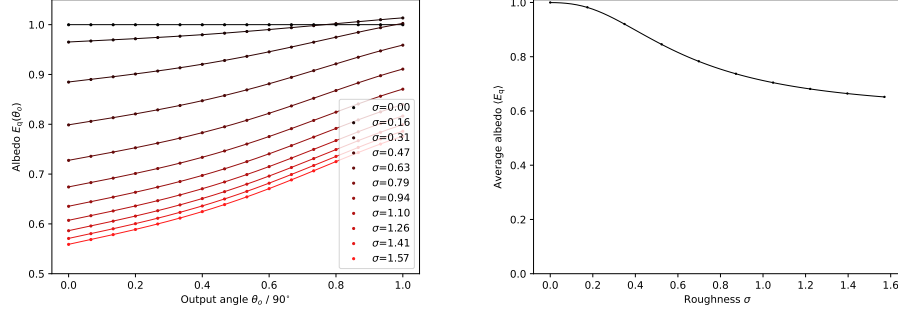 1.0
0.9
0.8
0.7
0.6
0.5
Albedo E_q(θ_o)
0.0 0.2 0.4 0.6 0.8 1.0
Output angle θ_o / 90°
σ=0.00
σ=0.16
σ=0.31
σ=0.47
σ=0.63
σ=0.79
σ=0.94
σ=1.10
σ=1.26
σ=1.41
σ=1.57
1.0
0.8
0.6
0.4
0.2
0.0
Average albedo ⟨E_q⟩
0.0 0.2 0.4 0.6 0.8 1.0 1.2 1.4 1.6
Roughness σ